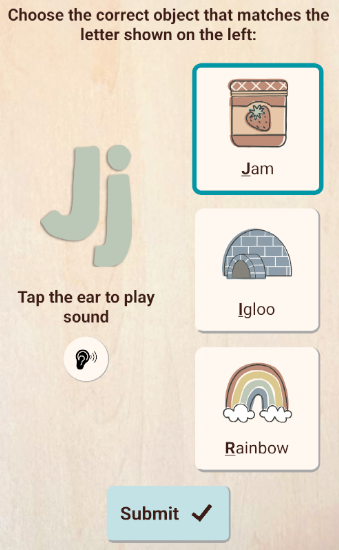 Choose the correct object that matches the
letter shown on the left:
Jj
Jam
Igloo
Tap the ear to play
sound
Rainbow
Submit